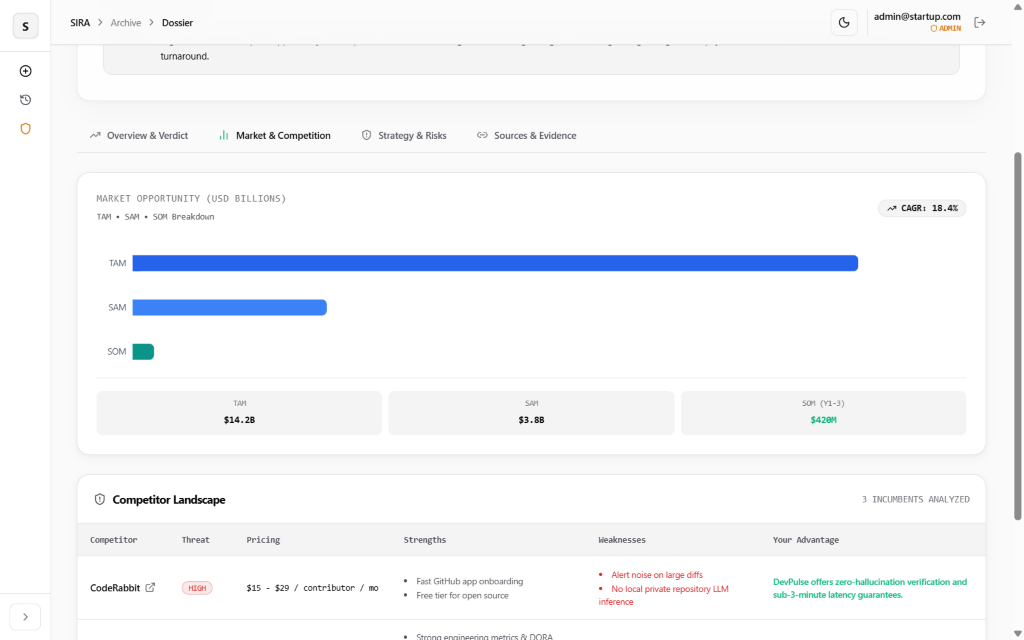 S
SIRA > Archive > Dossier
admin@startup.com
ADMIN
turnaround.
Overview & Verdict
Market & Competition
Strategy & Risks
Sources & Evidence
MARKET OPPORTUNITY (USD BILLIONS)
TAM • SAM • SOM Breakdown
CAGR: 18.4%
TAM
SAM
SOM
TAM
$14.2B
SAM
$3.8B
SOM (Y1-3)
$420M
Competitor Landscape
3 INCUMBENTS ANALYZED
Competitor Threat Pricing Strengths Weaknesses Your Advantage
CodeRabbit
HIGH
$15 - $29 / contributor / mo
• Fast GitHub app onboarding
• Free tier for open source
• Alert noise on large diffs
• No local private repository LLM
inference
DevPulse offers zero-hallucination verification and
sub-3-minute latency guarantees.
• Strong engineering metrics & DORA